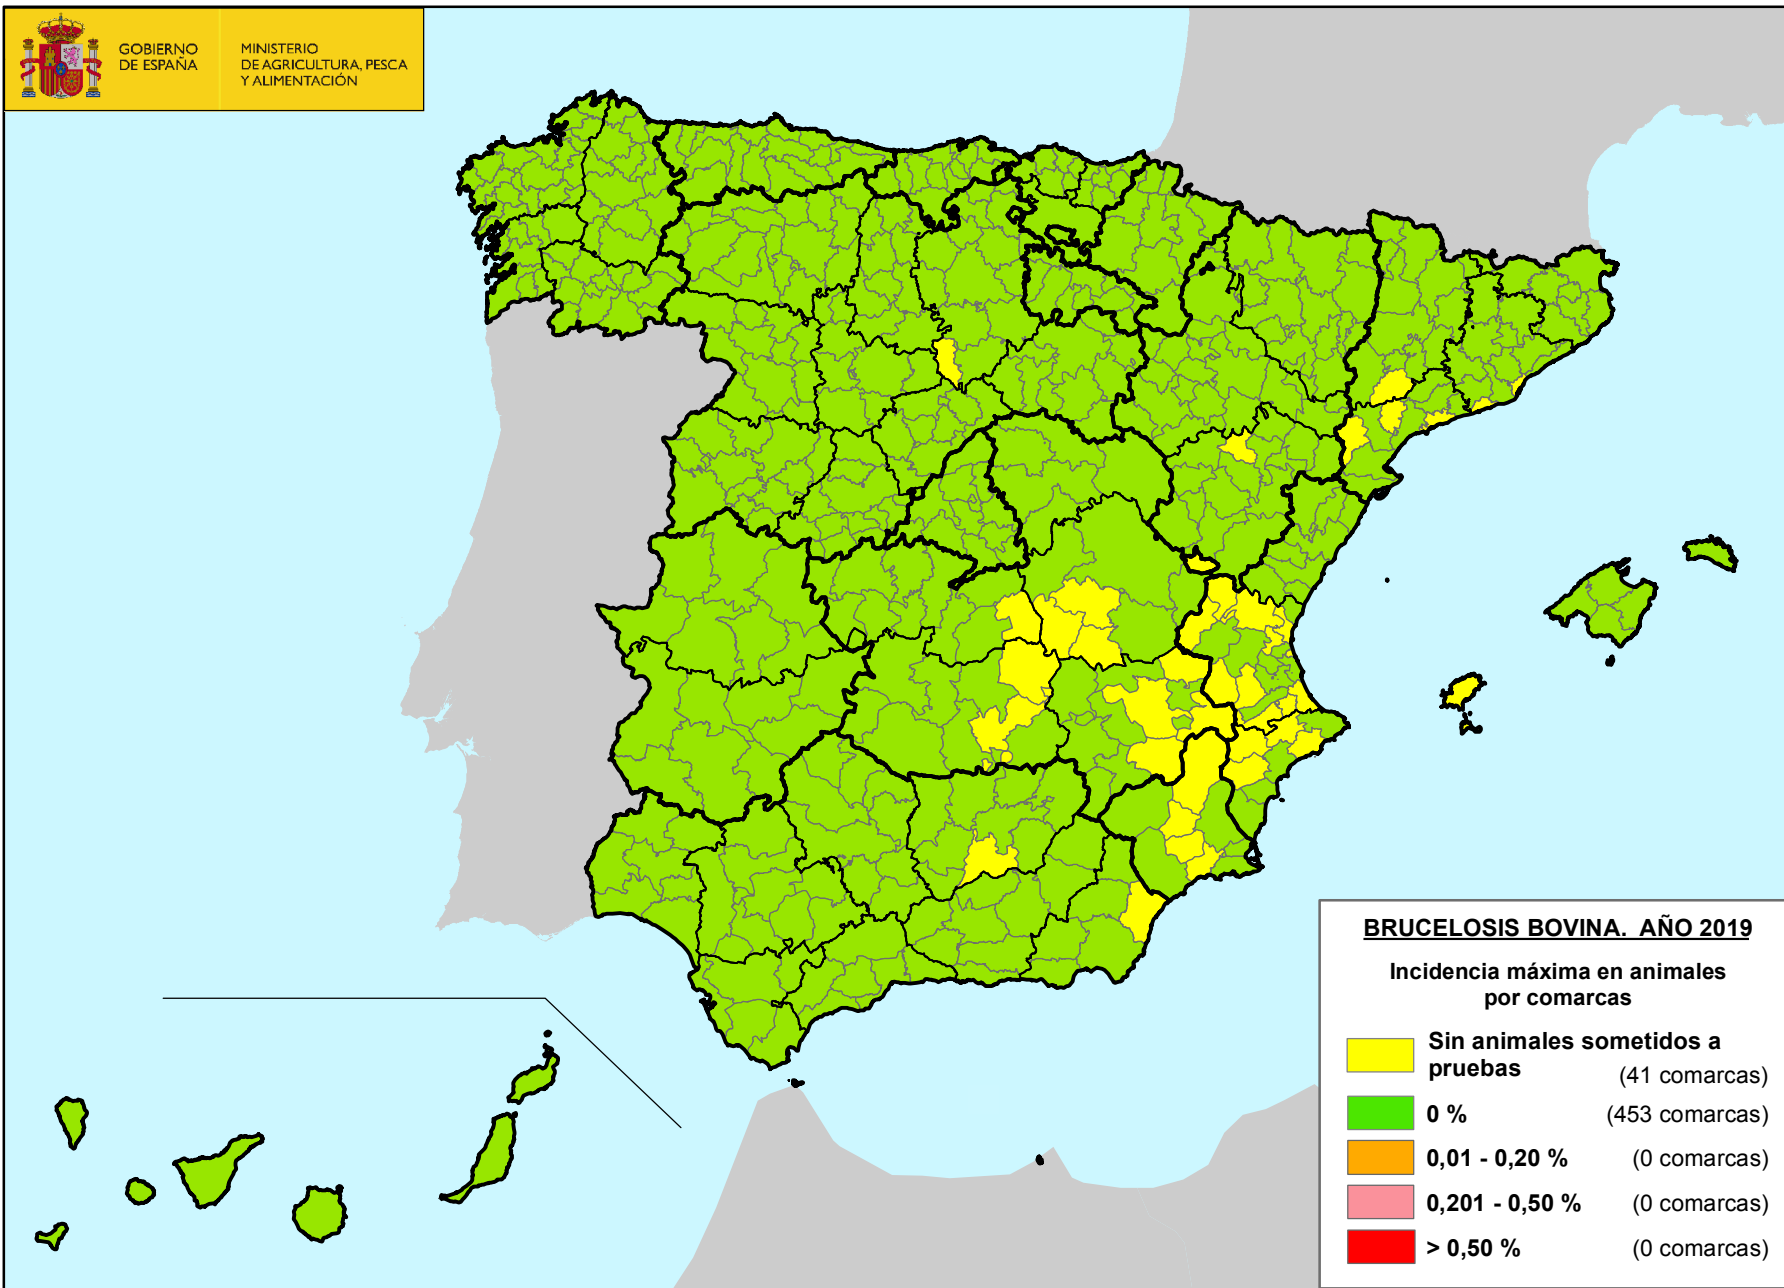 GOBIERNO
DE ESPAÑA
MINISTERIO
DE AGRICULTURA, PESCA
Y ALIMENTACIÓN
BRUCELOSIS BOVINA. AÑO 2019
Incidencia máxima en animales
por comarcas
Sin animales sometidos a
pruebas (41 comarcas)
0 % (453 comarcas)
0,01 - 0,20 % (0 comarcas)
0,201 - 0,50 % (0 comarcas)
> 0,50 % (0 comarcas)